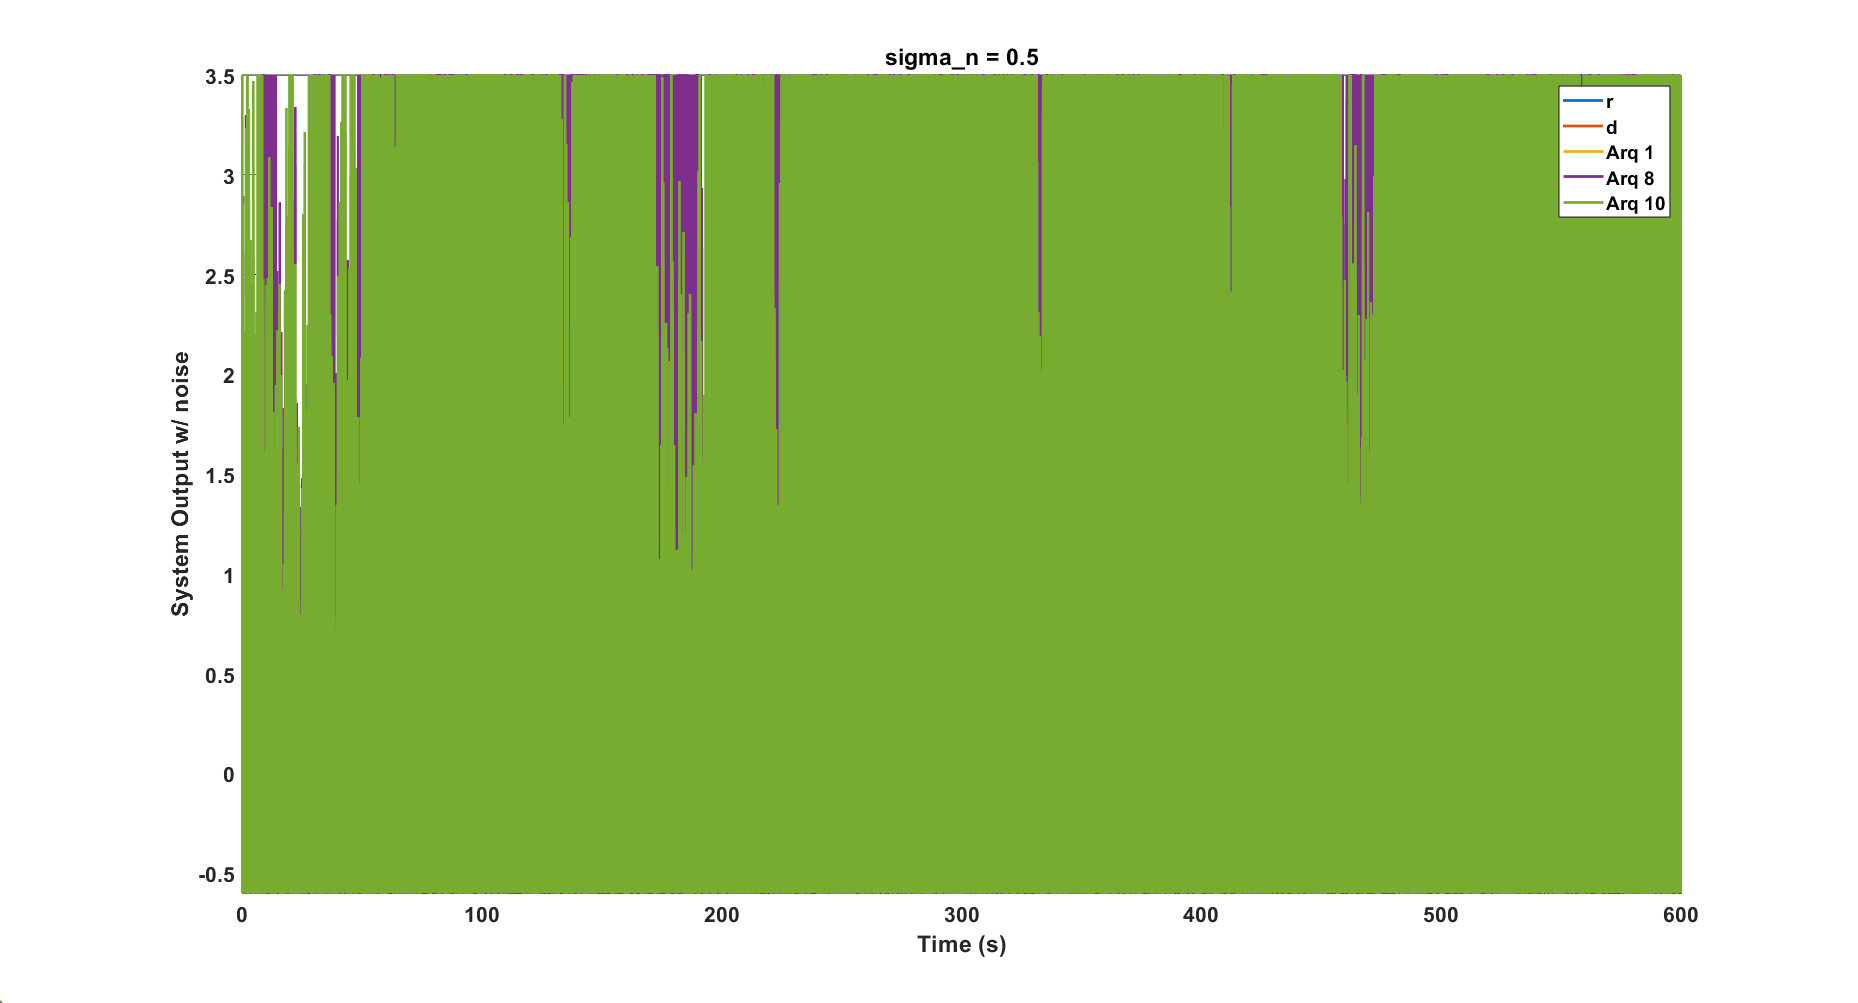 sigma_n = 0.5
3.5
3
2.5
2
1.5
1
0.5
0
-0.5
System Output w/ noise
r
d
Arq 1
Arq 8
Arq 10
0 100 200 300 400 500 600
Time (s)